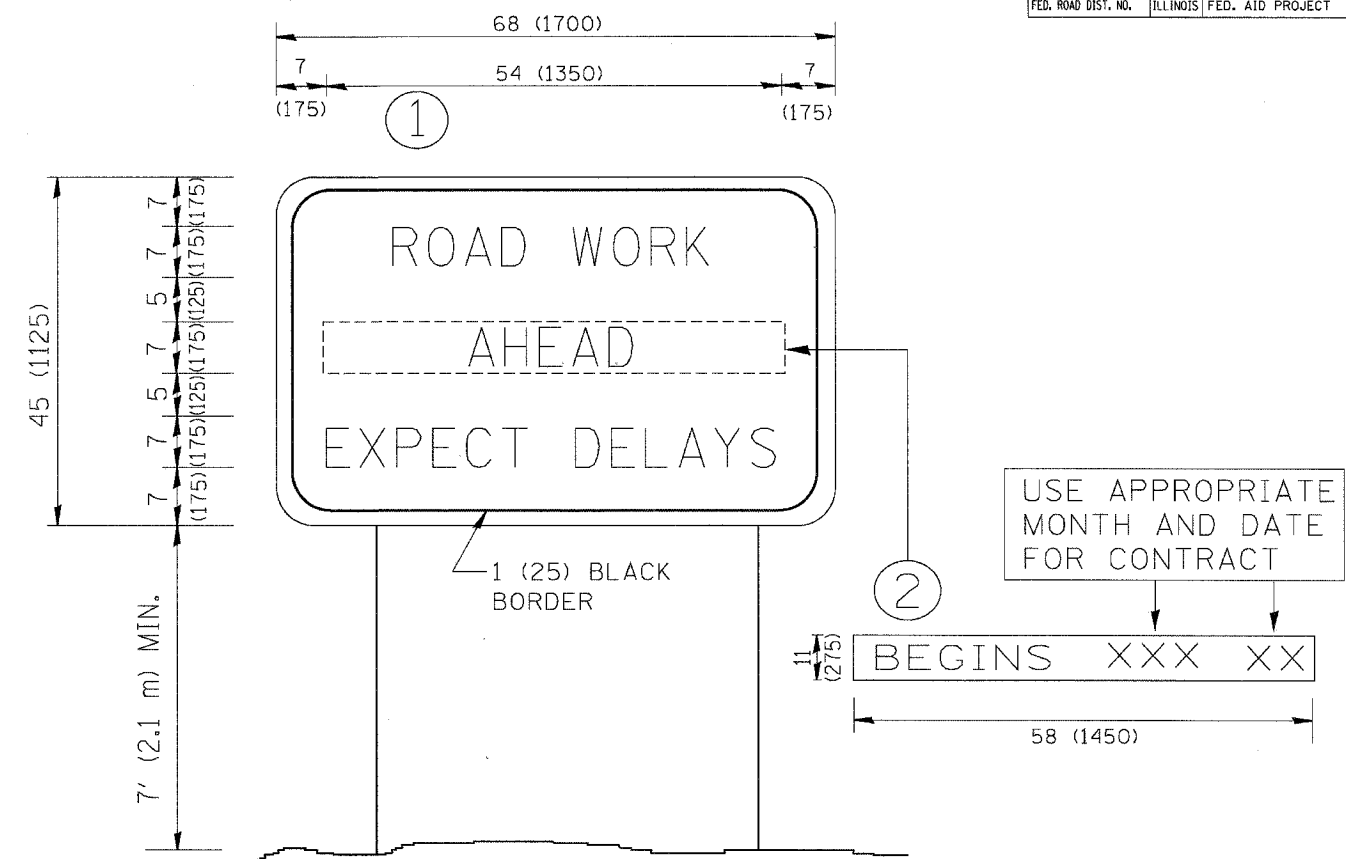 FED. ROAD DIST. NO. ILLINOIS FED. AID PROJECT
68 (1700)
7 54 (1350) 7
(175) (175)
1
45 (1125)
7 (175)
7 (175)
5 (125)
7 (175)
5 (125)
7 (175)
7 (175)
ROAD WORK
AHEAD
EXPECT DELAYS
1 (25) BLACK
BORDER
7' (2.1 m) MIN.
USE APPROPRIATE
MONTH AND DATE
FOR CONTRACT
2
11
(275)
BEGINS XXX XX
58 (1450)